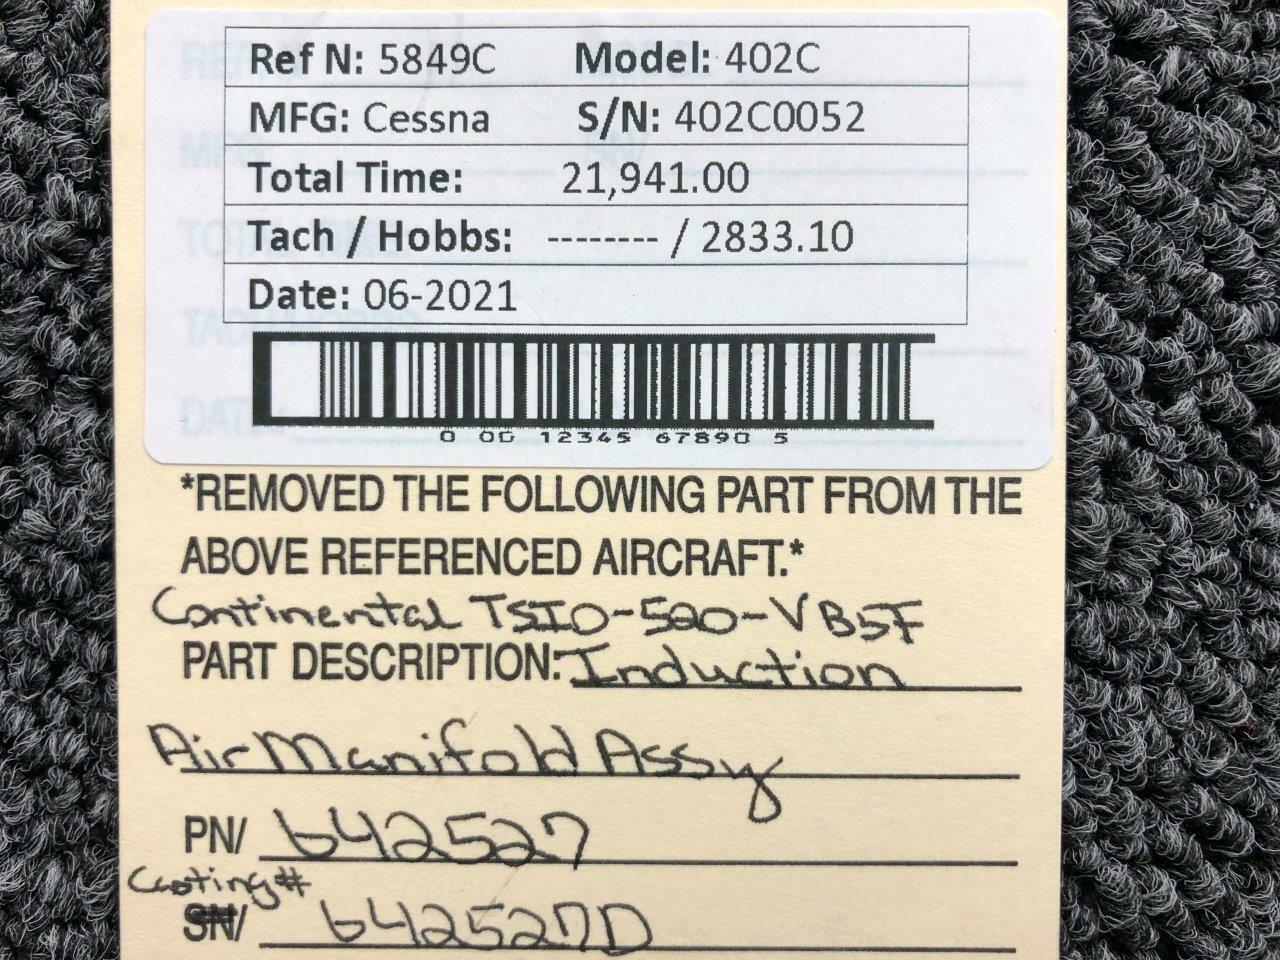 Ref N: 5849C Model: 402C
MFG: Cessna S/N: 402C0052
Total Time: 21,941.00
Tach / Hobbs: -------- / 2833.10
Date: 06-2021
0 00 12345 67890 5
*REMOVED THE FOLLOWING PART FROM THE
ABOVE REFERENCED AIRCRAFT.*
Continental TSIO-520-VB5F
PART DESCRIPTION: Induction
Air Manifold Assy
PN/ 642527
Casting#
SN/ 642527D